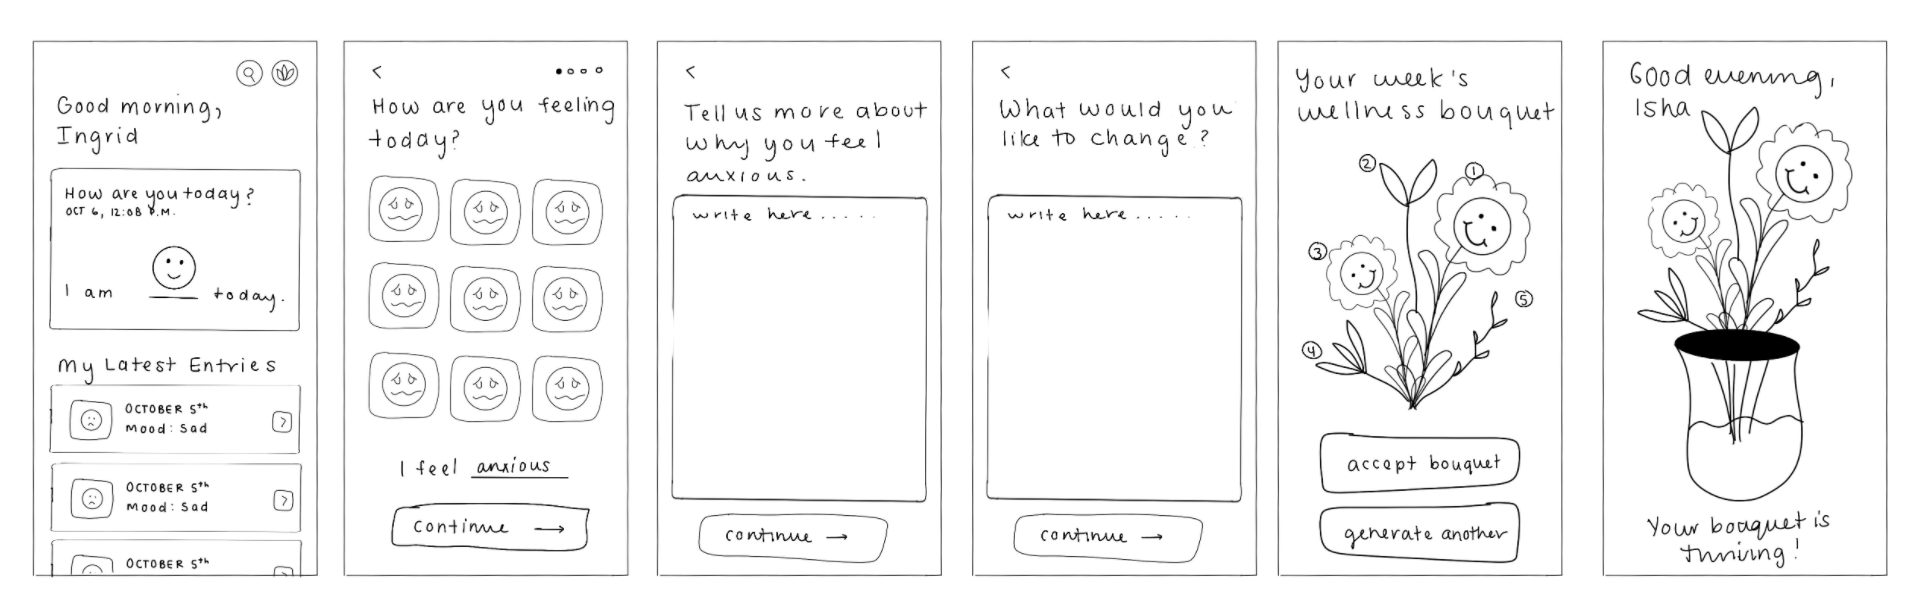 Good morning,
Ingrid
How are you today?
OCT 6, 12:08 P.M.
I am ____ today.
My Latest Entries
OCTOBER 5th
Mood: Sad
OCTOBER 5th
Mood: Sad
OCTOBER 5th
How are you feeling
today?
I feel anxious
Continue →
Tell us more about
why you feel
anxious.
write here.....
continue →
What would you
like to change?
write here.....
continue →
Your week's
wellness bouquet
①
②
③
④
⑤
accept bouquet
generate another
Good evening,
Isha
Your bouquet is
thriving!